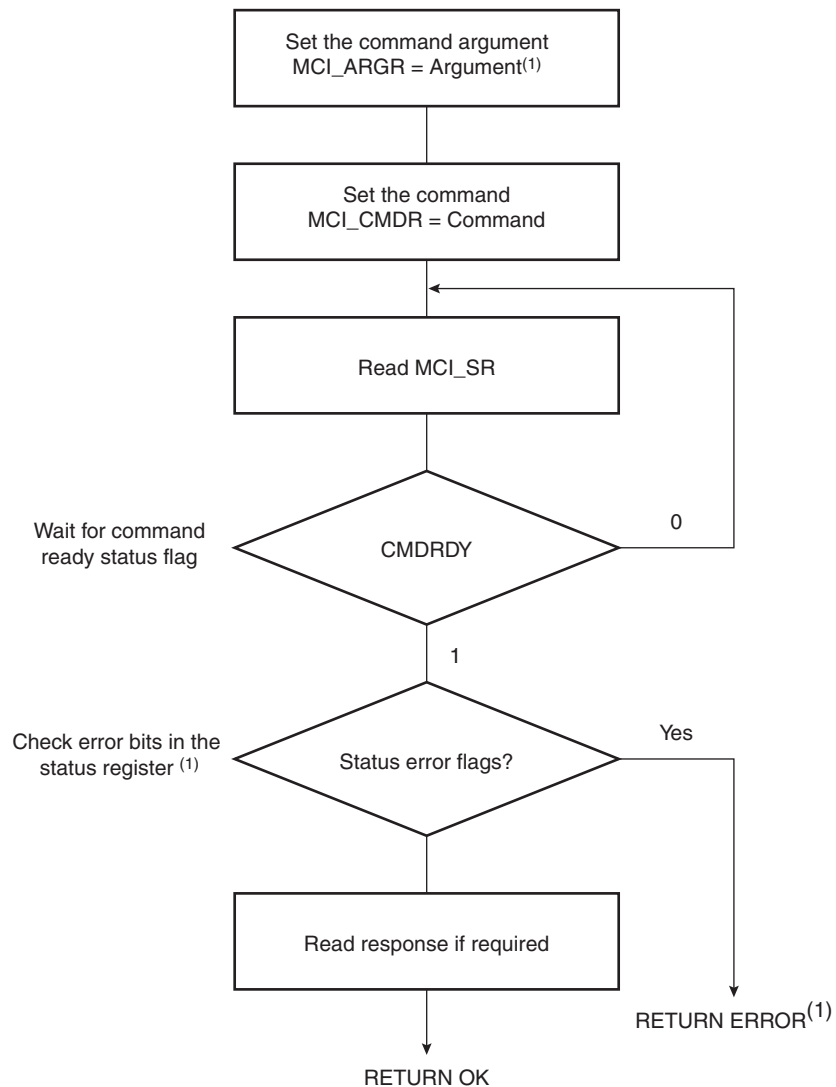 Set the command argument
MCI_ARGR = Argument(1)
Set the command
MCI_CMDR = Command
Read MCI_SR
Wait for command
ready status flag
CMDRDY
0
1
Check error bits in the
status register (1)
Status error flags?
Yes
Read response if required
RETURN ERROR(1)
RETURN OK